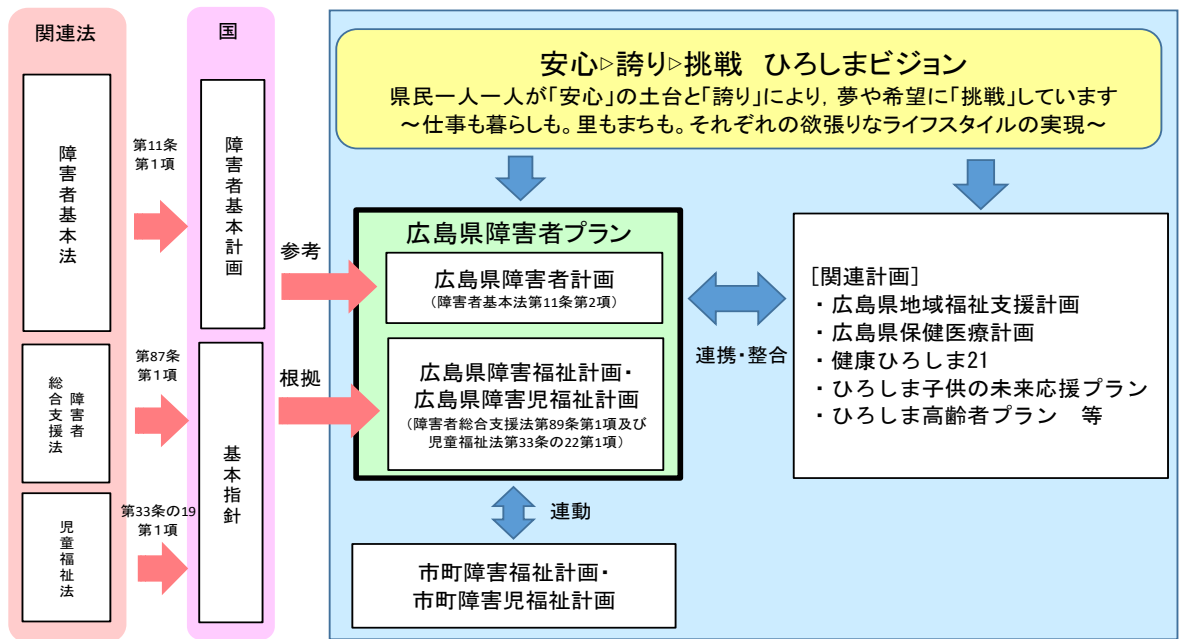 関連法
障害者基本法
障害者
総合支援法
児童福祉法
第11条
第1項
第87条
第1項
第33条の19
第1項
国
障害者基本計画
基本指針
参考
根拠
安心▷誇り▷挑戦 ひろしまビジョン
県民一人一人が「安心」の土台と「誇り」により,夢や希望に「挑戦」しています
～仕事も暮らしも。里もまちも。それぞれの欲張りなライフスタイルの実現～
広島県障害者プラン
広島県障害者計画
（障害者基本法第11条第2項）
広島県障害福祉計画・
広島県障害児福祉計画
（障害者総合支援法第89条第1項及び
児童福祉法第33条の22第1項）
連携・整合
[関連計画]
・広島県地域福祉支援計画
・広島県保健医療計画
・健康ひろしま21
・ひろしま子供の未来応援プラン
・ひろしま高齢者プラン 等
連動
市町障害福祉計画・
市町障害児福祉計画